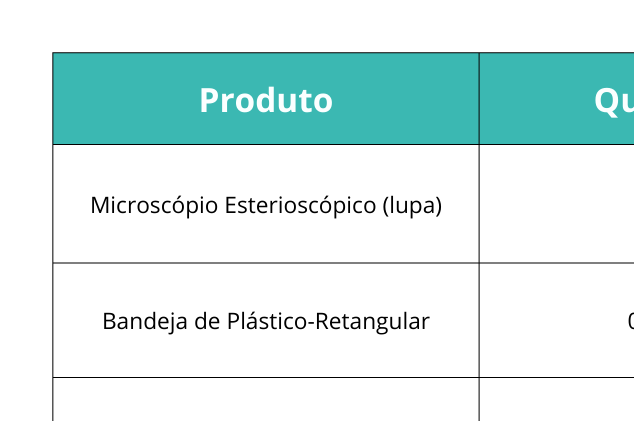 Produto
Microscópio Esterioscópico (lupa)
Bandeja de Plástico-Retangular